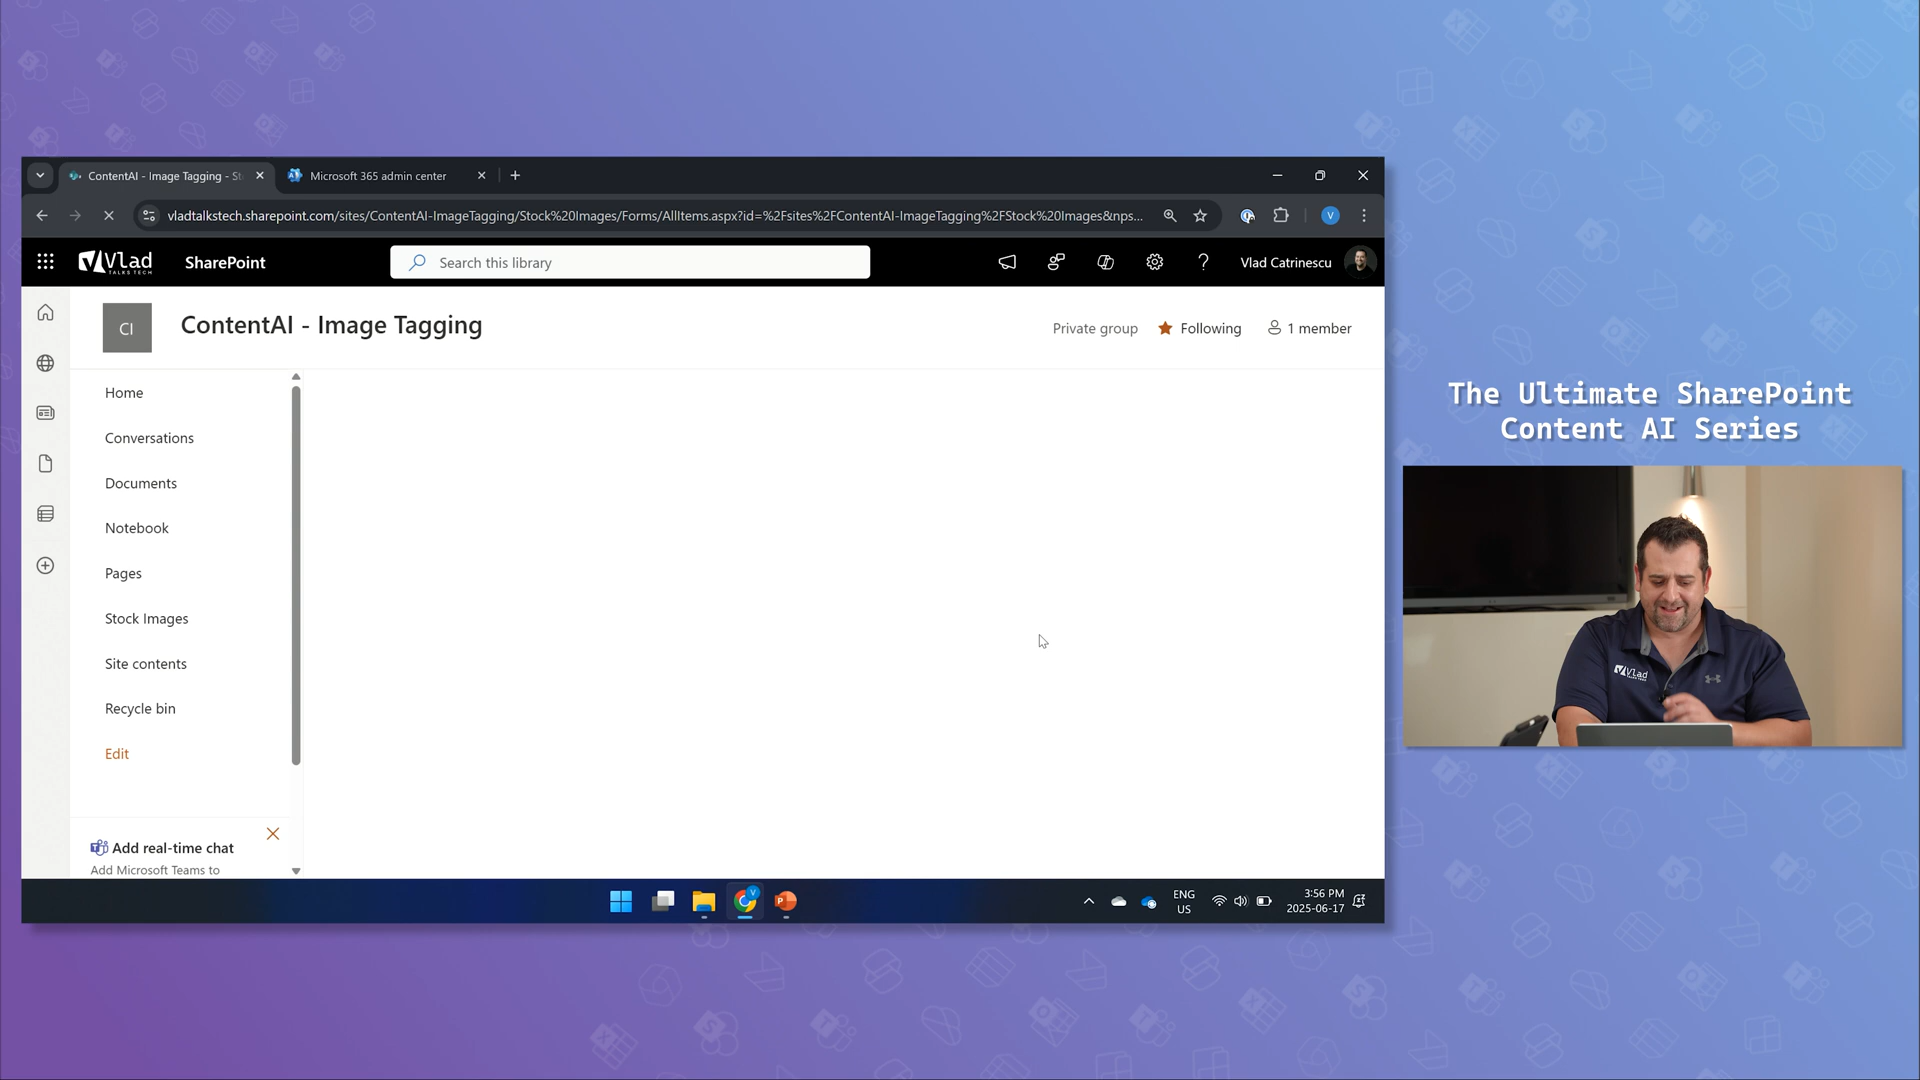 ContentAI - Image Tagging - St
Microsoft 365 admin center
vladtalkstech.sharepoint.com/sites/ContentAI-ImageTagging/Stock%20Images/Forms/AllItems.aspx?id=%2Fsites%2FContentAI-ImageTagging%2FStock%20Images&nps...
V
Vlad
TALKS TECH
SharePoint
Search this library
Vlad Catrinescu
CI
ContentAI - Image Tagging
Private group
Following
1 member
Home
Conversations
Documents
Notebook
Pages
Stock Images
Site contents
Recycle bin
Edit
Add real-time chat
Add Microsoft Teams to
ENG
US
3:56 PM
2025-06-17
The Ultimate SharePoint
Content AI Series
Vlad